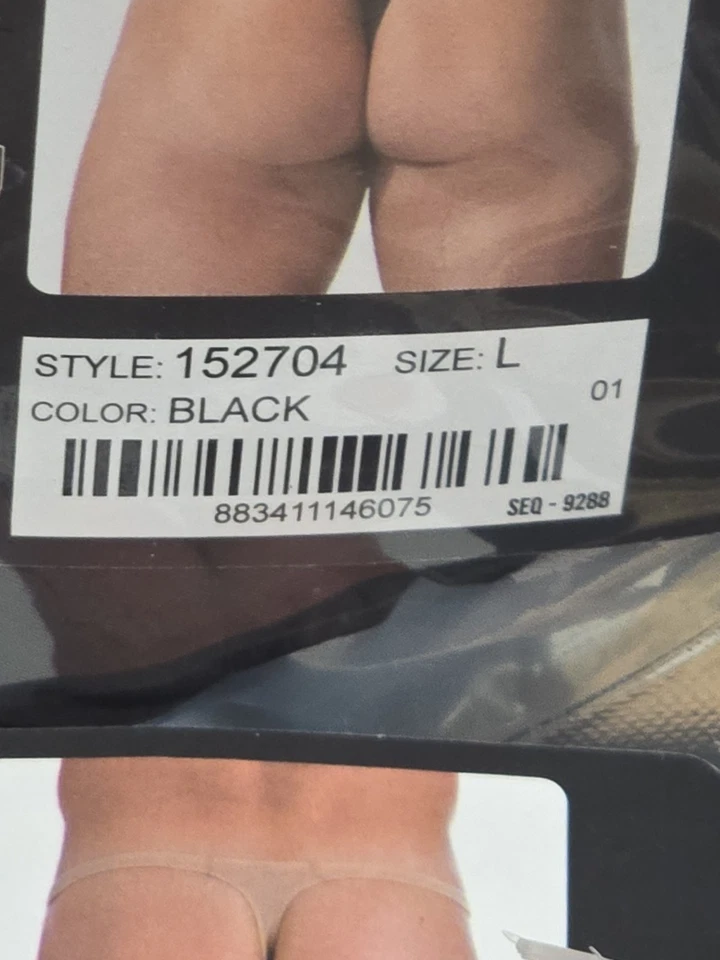 STYLE: 152704 SIZE: L
01
COLOR: BLACK
883411146075 SEQ - 9288